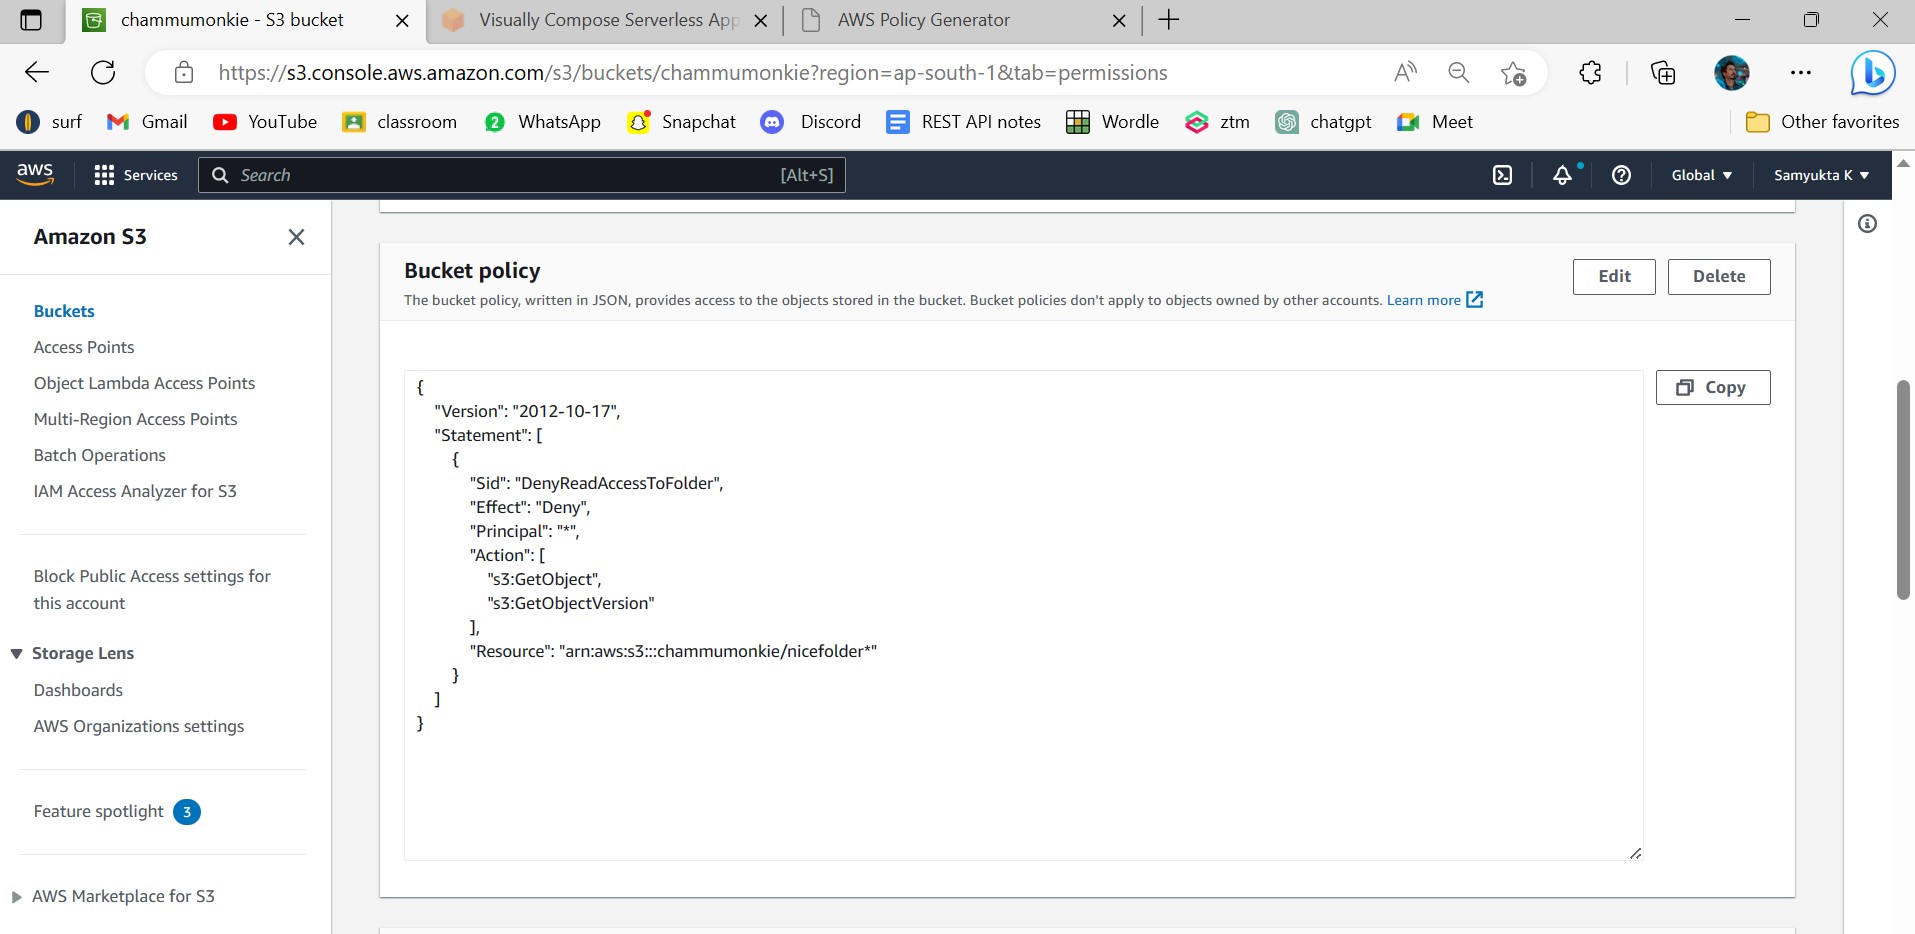 chammumonkie - S3 bucket
Visually Compose Serverless App
AWS Policy Generator
https://s3.console.aws.amazon.com/s3/buckets/chammumonkie?region=ap-south-1&tab=permissions
surf
Gmail
YouTube
classroom
2
WhatsApp
Snapchat
Discord
REST API notes
Wordle
ztm
chatgpt
Meet
Other favorites
aws
Services
Search
[Alt+S]
Global
Samyukta K
Amazon S3
Buckets
Access Points
Object Lambda Access Points
Multi-Region Access Points
Batch Operations
IAM Access Analyzer for S3
Block Public Access settings for
this account
Storage Lens
Dashboards
AWS Organizations settings
Feature spotlight 3
AWS Marketplace for S3
Bucket policy
The bucket policy, written in JSON, provides access to the objects stored in the bucket. Bucket policies don't apply to objects owned by other accounts. Learn more
Edit
Delete
Copy
{
"Version": "2012-10-17",
"Statement": [
{
"Sid": "DenyReadAccessToFolder",
"Effect": "Deny",
"Principal": "*",
"Action": [
"s3:GetObject",
"s3:GetObjectVersion"
],
"Resource": "arn:aws:s3:::chammumonkie/nicefolder*"
}
]
}